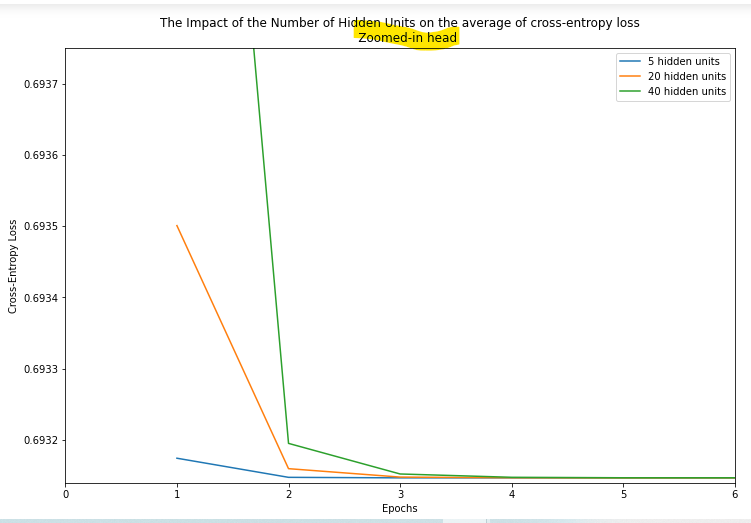 The Impact of the Number of Hidden Units on the average of cross-entropy loss
Zoomed-in head
5 hidden units
20 hidden units
40 hidden units
0.6937
0.6936
0.6935
0.6934
0.6933
0.6932
Cross-Entropy Loss
0 1 2 3 4 5 6
Epochs